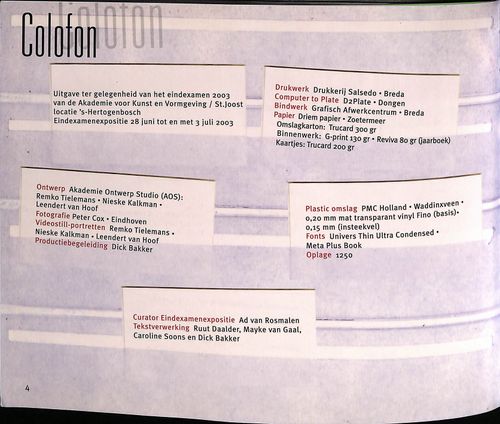 Colofon
Uitgave ter gelegenheid van het eindexamen 2003
van de Akademie voor Kunst en Vormgeving / St.Joost
locatie 's-Hertogenbosch
Eindexamenexpositie 28 juni tot en met 3 juli 2003
Drukwerk Drukkerij Salsedo • Breda
Computer to Plate D2Plate • Dongen
Bindwerk Grafisch Afwerkcentrum • Breda
Papier Driem papier • Zoetermeer
Omslagkarton: Trucard 300 gr
Binnenwerk: G-print 130 gr • Reviva 80 gr (jaarboek)
Kaartjes: Trucard 200 gr
Ontwerp Akademie Ontwerp Studio (AOS):
Remko Tielemans • Nieske Kalkman •
Leendert van Hoof
Fotografie Peter Cox • Eindhoven
Videostill-portretten Remko Tielemans •
Nieske Kalkman • Leendert van Hoof
Productiebegeleiding Dick Bakker
Plastic omslag PMC Holland • Waddinxveen •
0,20 mm mat transparant vinyl Fino (basis)•
0,15 mm (insteekvel)
Fonts Univers Thin Ultra Condensed •
Meta Plus Book
Oplage 1250
Curator Eindexamenexpositie Ad van Rosmalen
Tekstverwerking Ruut Daalder, Mayke van Gaal,
Caroline Soons en Dick Bakker
4